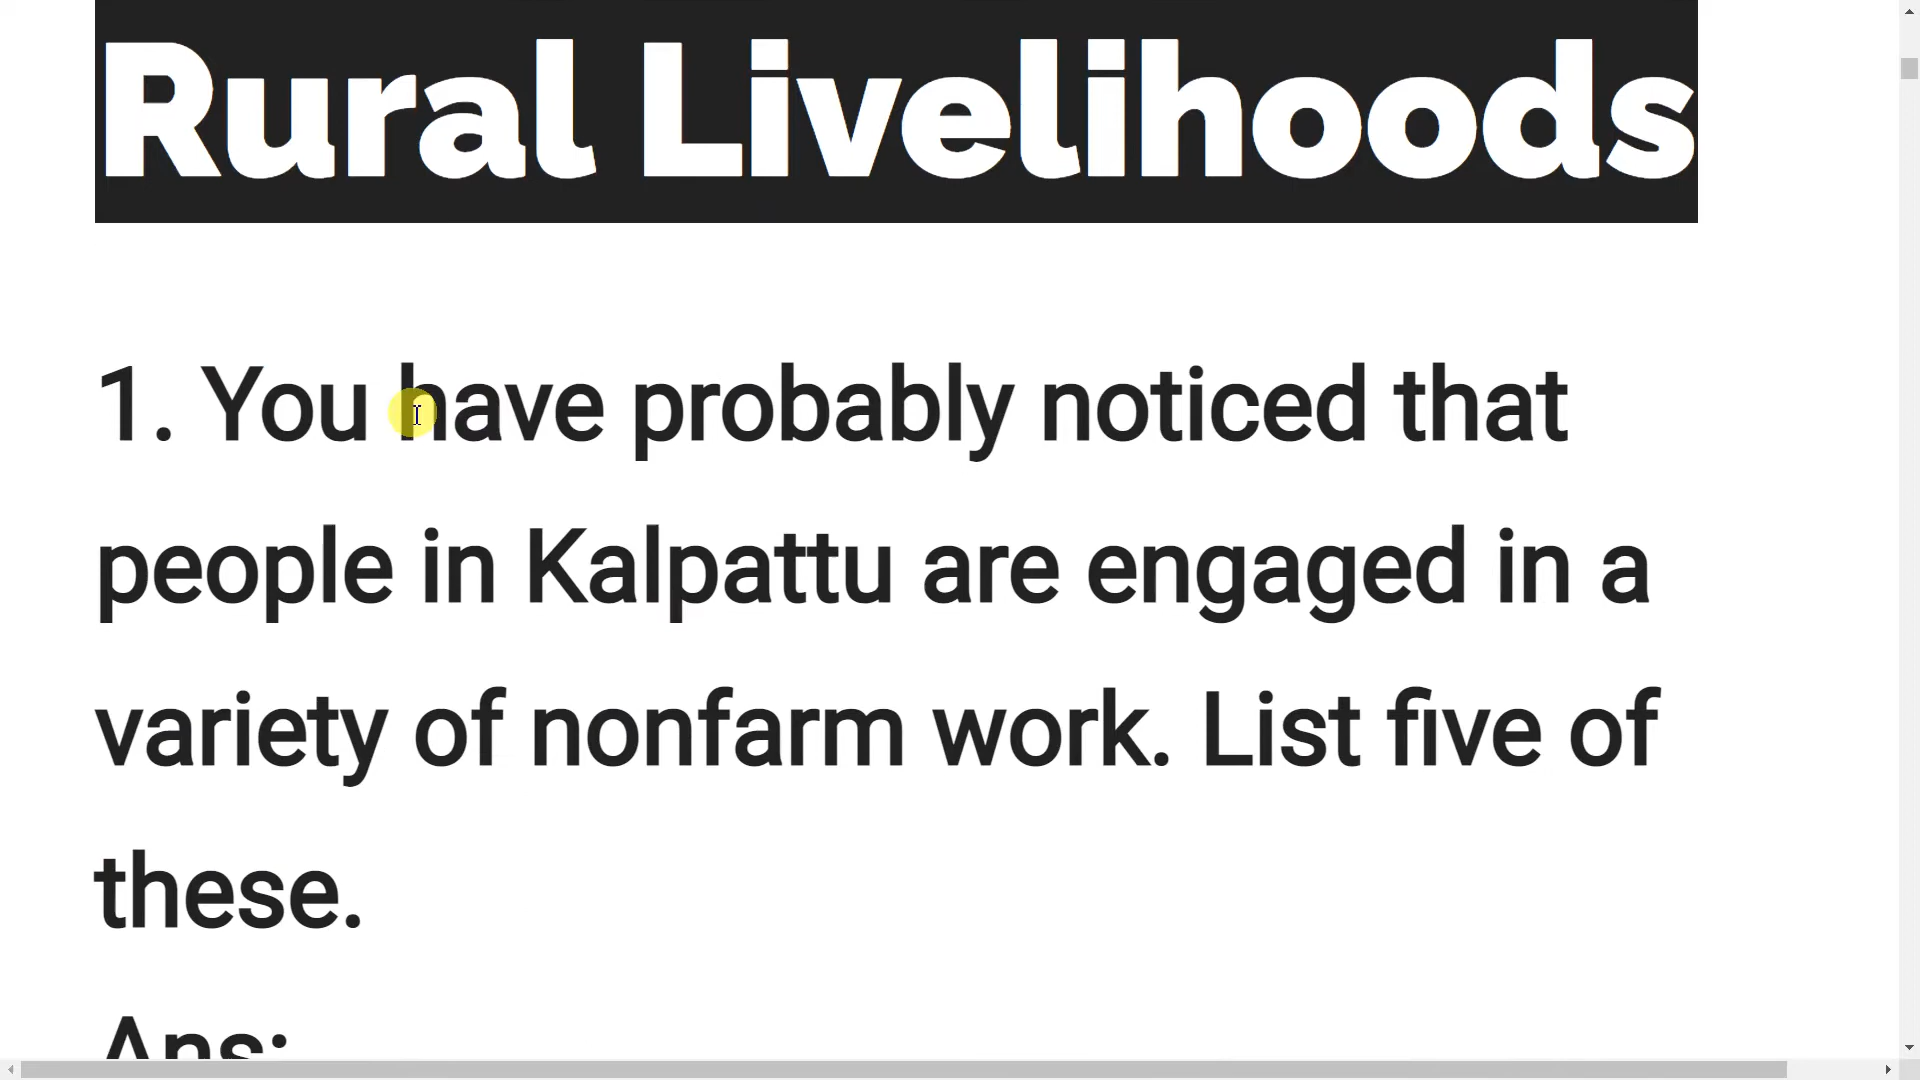 Rural Livelihoods
1. You have probably noticed that
people in Kalpattu are engaged in a
variety of nonfarm work. List five of
these.
Ans: